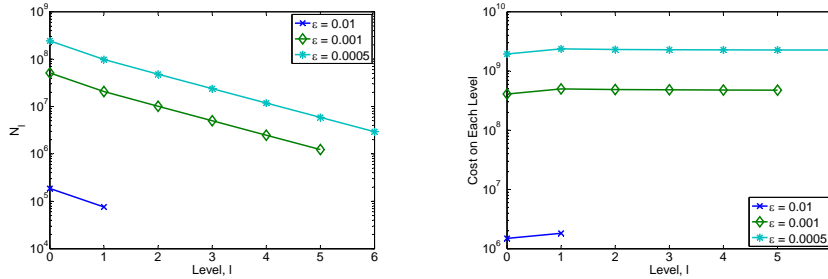 10^9
10^8
10^7
10^6
10^5
10^4
N_l
0 1 2 3 4 5 6
Level, l
ε = 0.01
ε = 0.001
ε = 0.0005
10^10
10^9
10^8
10^7
10^6
Cost on Each Level
0 1 2 3 4 5
Level, l
ε = 0.01
ε = 0.001
ε = 0.0005